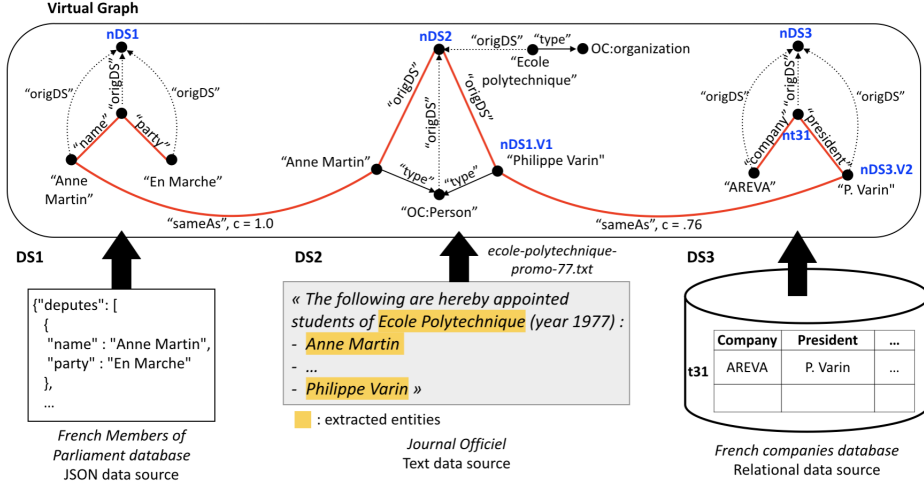 Virtual Graph
nDS1
"origDS"
"origDS"
"origDS"
"name"
"party"
"Anne
Martin"
"En Marche"
nDS2
"origDS"
"type"
OC:organization
"Ecole
polytechnique"
"origDS"
"origDS"
"origDS"
nDS1.V1
"Anne Martin"
"Philippe Varin"
"type"
"type"
"OC:Person"
nDS3
"origDS"
"origDS"
"origDS"
"company"
nt31
"president"
nDS3.V2
"AREVA"
"P. Varin"
"sameAs", c = 1.0
"sameAs", c = .76
DS1
DS2
ecole-polytechnique-
promo-77.txt
DS3
{"deputes": [
{
"name" : "Anne Martin",
"party" : "En Marche"
},
...
French Members of
Parliament database
JSON data source
« The following are hereby appointed
students of Ecole Polytechnique (year 1977) :
- Anne Martin
- ...
- Philippe Varin »
: extracted entities
Journal Officiel
Text data source
t31
Company President ...
AREVA P. Varin ...
French companies database
Relational data source